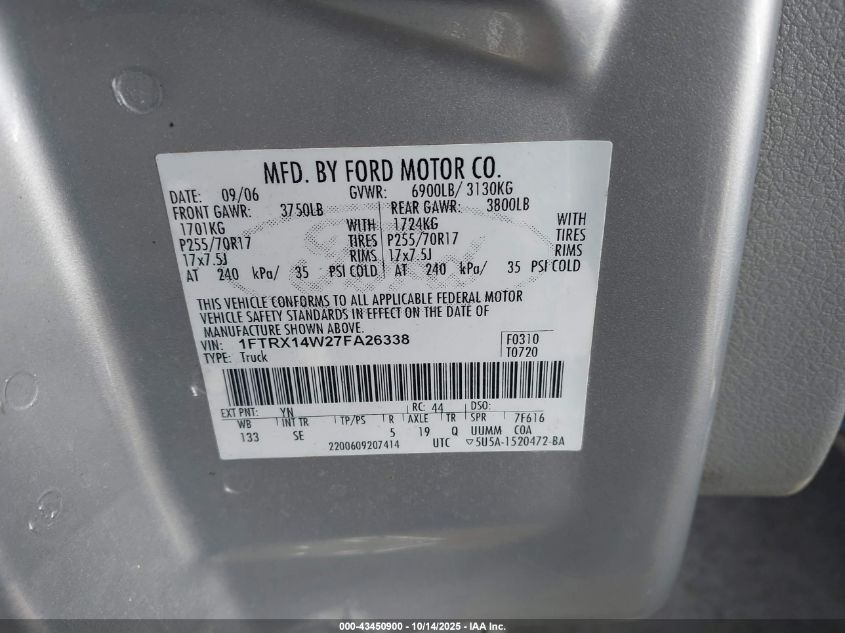 MFD. BY FORD MOTOR CO.
DATE: 09/06 GVWR: 6900LB/ 3130KG
FRONT GAWR: 3750LB REAR GAWR: 3800LB
1701KG WITH 1724KG WITH
P255/70R17 TIRES P255/70R17 TIRES
17x7.5J RIMS 17x7.5J RIMS
AT 240 kPa/ 35 PSI COLD AT 240 kPa/ 35 PSI COLD
THIS VEHICLE CONFORMS TO ALL APPLICABLE FEDERAL MOTOR
VEHICLE SAFETY STANDARDS IN EFFECT ON THE DATE OF
MANUFACTURE SHOWN ABOVE.
VIN: 1FTRX14W27FA26338 F0310
TYPE: Truck T0720
EXT PNT: YN RC: 44 DSO:
WB INT TR TP/PS R AXLE TR SPR 7F616
133 SE 5 19 Q UUMM COA
2200609207414 UTC ▽5U5A-1520472-BA
000-43450900 - 10/14/2025 - IAA Inc.